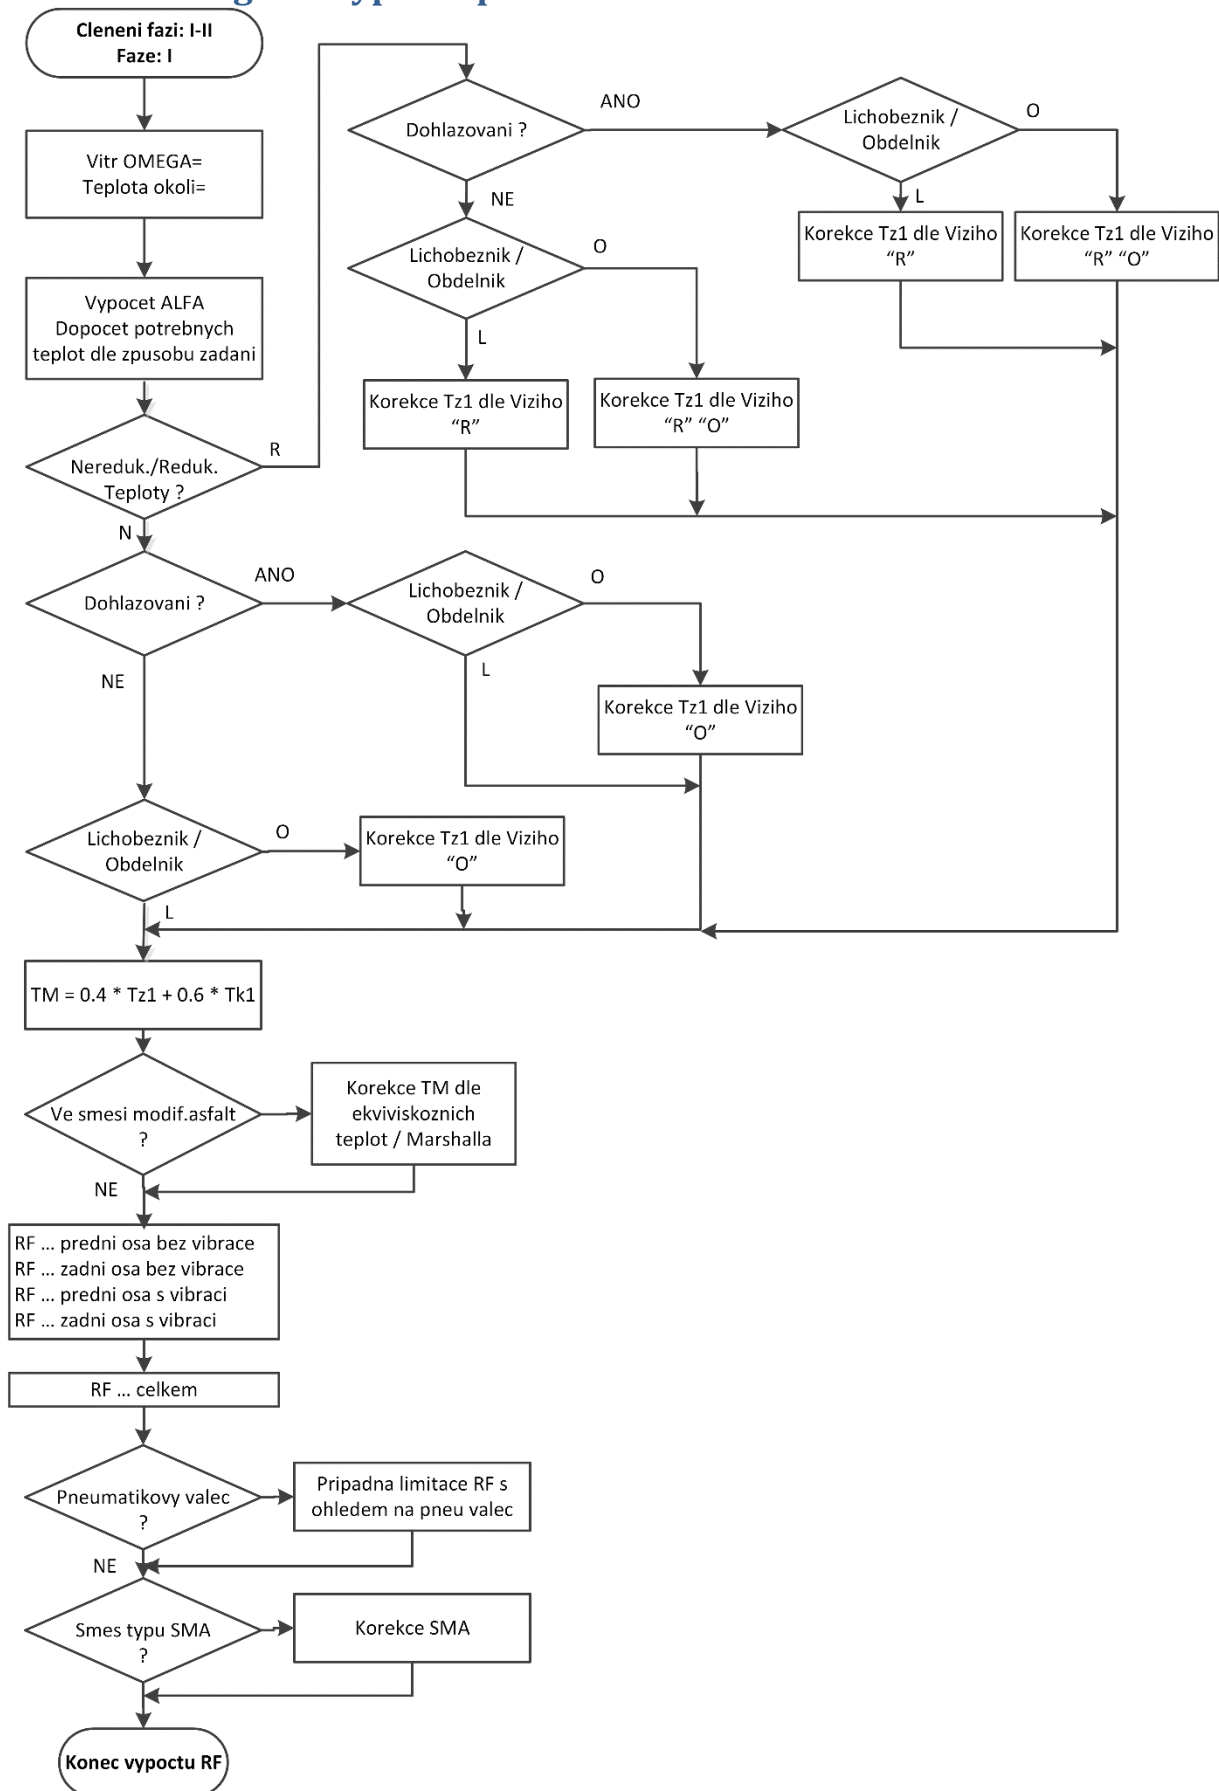 Cleneni fazi: I-II
Faze: I
Vitr OMEGA=
Teplota okoli=
Vypocet ALFA
Dopocet potrebnych
teplot dle zpusobu zadani
Nereduk./Reduk.
Teploty ?
R
N
Dohlazovani ?
ANO
Lichobeznik /
Obdelnik
O
L
Korekce Tz1 dle Viziho
“R”
Korekce Tz1 dle Viziho
“R” “O”
NE
Lichobeznik /
Obdelnik
O
L
Korekce Tz1 dle Viziho
“R”
Korekce Tz1 dle Viziho
“R” “O”
Dohlazovani ?
ANO
Lichobeznik /
Obdelnik
O
L
Korekce Tz1 dle Viziho
“O”
NE
Lichobeznik /
Obdelnik
O
Korekce Tz1 dle Viziho
“O”
L
TM = 0.4 * Tz1 + 0.6 * Tk1
Ve smesi modif.asfalt
?
Korekce TM dle
ekviviskoznich
teplot / Marshalla
NE
RF ... predni osa bez vibrace
RF ... zadni osa bez vibrace
RF ... predni osa s vibraci
RF ... zadni osa s vibraci
RF ... celkem
Pneumatikovy valec
?
Pripadna limitace RF s
ohledem na pneu valec
NE
Smes typu SMA
?
Korekce SMA
Konec vypoctu RF